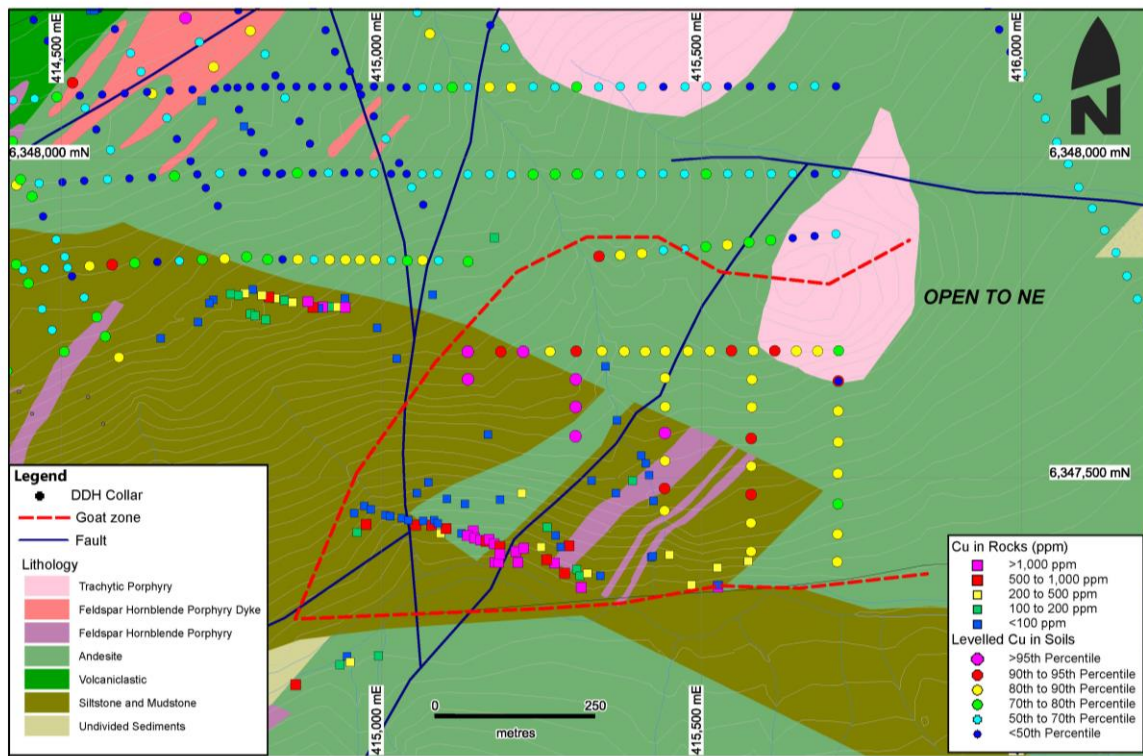 414,500 mE
415,000 mE
415,500 mE
416,000 mE
N
6,348,000 mN
6,348,000 mN
OPEN TO NE
6,347,500 mN
Legend
DDH Collar
Goat zone
Fault
Lithology
Trachytic Porphyry
Feldspar Hornblende Porphyry Dyke
Feldspar Hornblende Porphyry
Andesite
Volcaniclastic
Siltstone and Mudstone
Undivided Sediments
415,000 mE
0 250
metres
415,500 mE
Cu in Rocks (ppm)
>1,000 ppm
500 to 1,000 ppm
200 to 500 ppm
100 to 200 ppm
<100 ppm
Levelled Cu in Soils
>95th Percentile
90th to 95th Percentile
80th to 90th Percentile
70th to 80th Percentile
50th to 70th Percentile
<50th Percentile